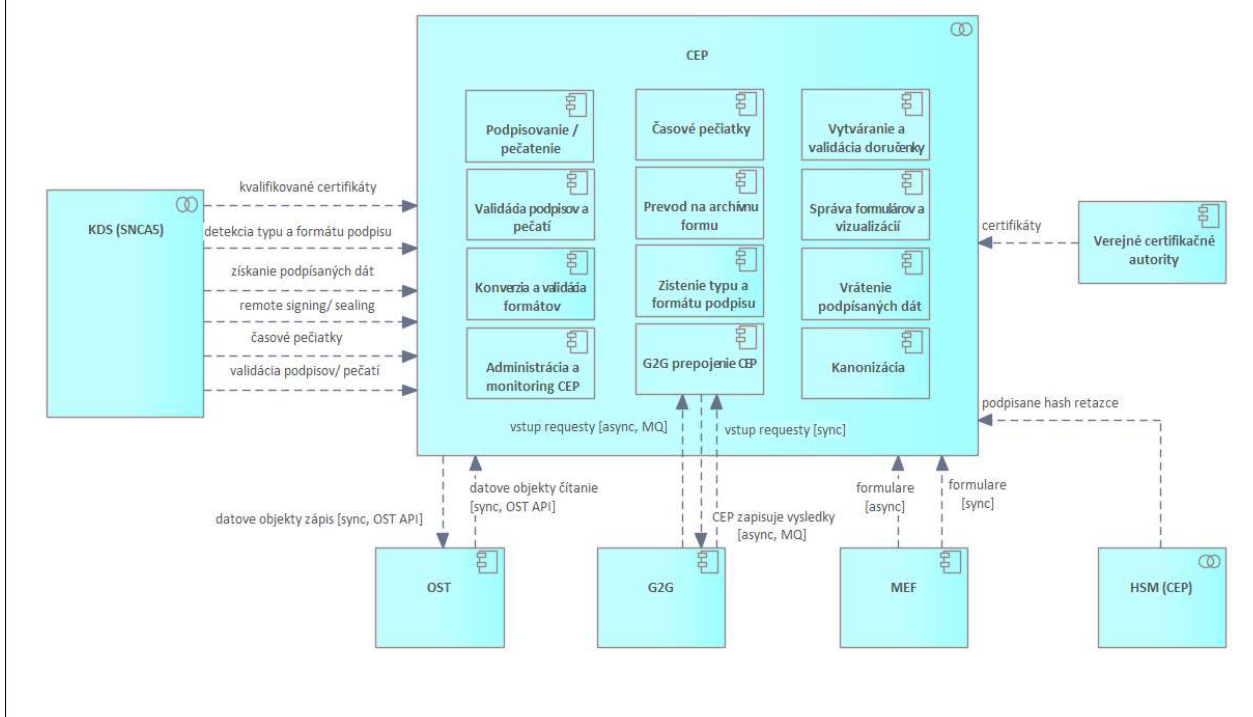 CEP
Podpisovanie /
pečatenie
Časové pečiatky
Vytváranie a
validácia doručenky
Validácia podpisov a
pečatí
Prevod na archívnu
formu
Správa formulárov a
vizualizácií
Konverzia a validácia
formátov
Zistenie typu a
formátu podpisu
Vrátenie
podpísaných dát
Administrácia a
monitoring CEP
G2G prepojenie CEP
Kanonizácia
KDS (SNCA5)
kvalifikované certifikáty
detekcia typu a formátu podpisu
získanie podpísaných dát
remote signing/ sealing
časové pečiatky
validácia podpisov/ pečatí
certifikáty
Verejné certifikačné
autority
podpisane hash retazce
vstup requesty [async, MQ]
vstup requesty [sync]
datove objekty čítanie
[sync, OST API]
datove objekty zápis [sync, OST API]
CEP zapisuje vysledky
[async, MQ]
formulare
[async]
formulare
[sync]
OST
G2G
MEF
HSM (CEP)